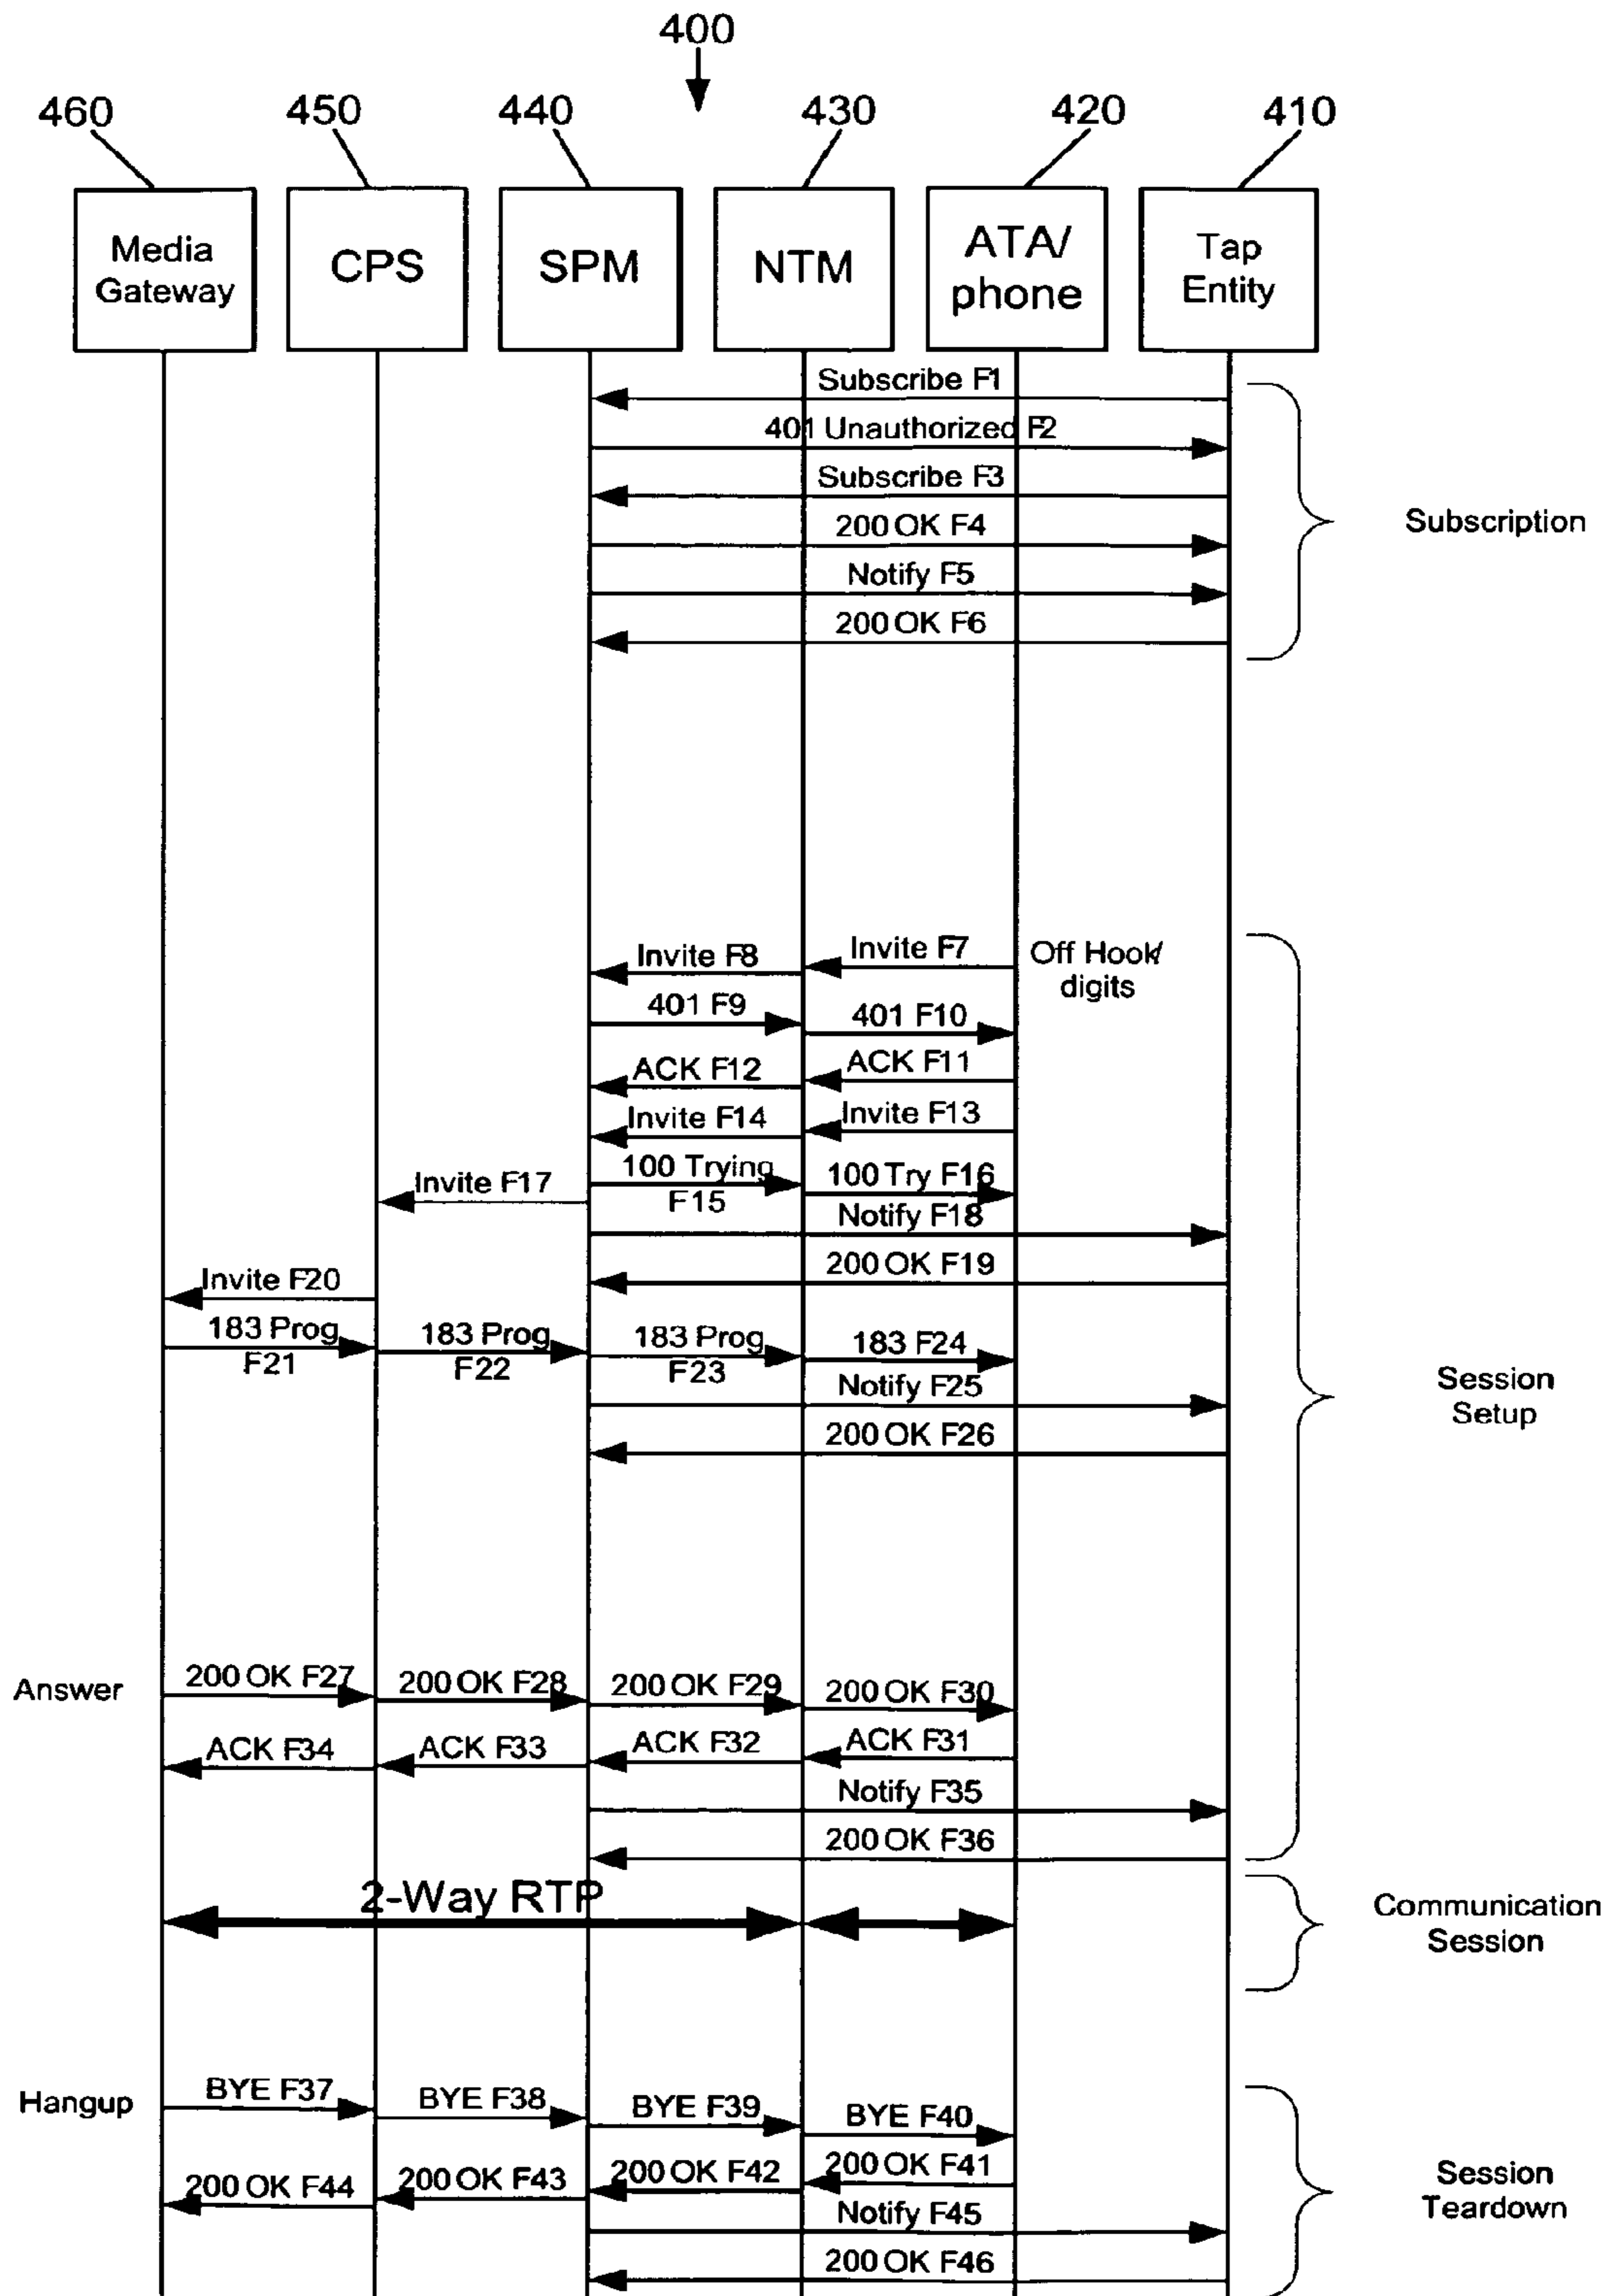 400
460
450
440
430
420
410
Media
Gateway
CPS
SPM
NTM
ATA/
phone
Tap
Entity
Subscribe F1
401 Unauthorized F2
Subscribe F3
200 OK F4
Subscription
Notify F5
200 OK F6
Invite F8
Invite F7
Off Hook/
digits
401 F9
401 F10
ACK F12
ACK F11
Invite F14
Invite F13
Invite F17
100 Trying
F15
100 Try F16
Notify F18
200 OK F19
Invite F20
183 Prog
F21
183 Prog
F22
183 Prog
F23
183 F24
Notify F25
Session
Setup
200 OK F26
Answer
200 OK F27
200 OK F28
200 OK F29
200 OK F30
ACK F34
ACK F33
ACK F32
ACK F31
Notify F35
200 OK F36
2-Way RTP
Communication
Session
Hangup
BYE F37
BYE F38
BYE F39
BYE F40
200 OK F44
200 OK F43
200 OK F42
200 OK F41
Session
Teardown
Notify F45
200 OK F46